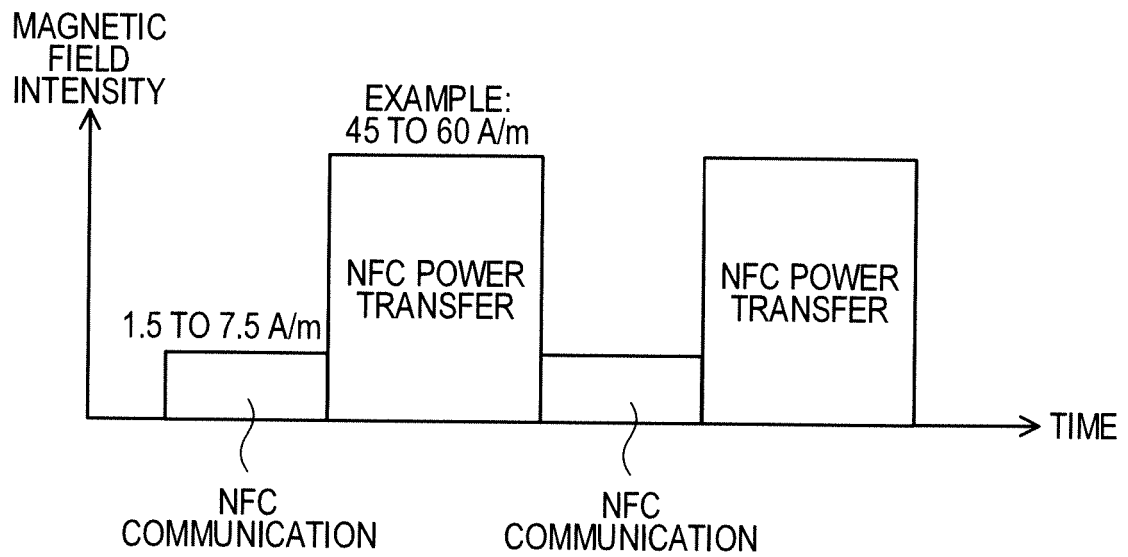 MAGNETIC
FIELD
INTENSITY
EXAMPLE:
45 TO 60 A/m
1.5 TO 7.5 A/m
NFC POWER
TRANSFER
NFC POWER
TRANSFER
TIME
NFC
COMMUNICATION
NFC
COMMUNICATION